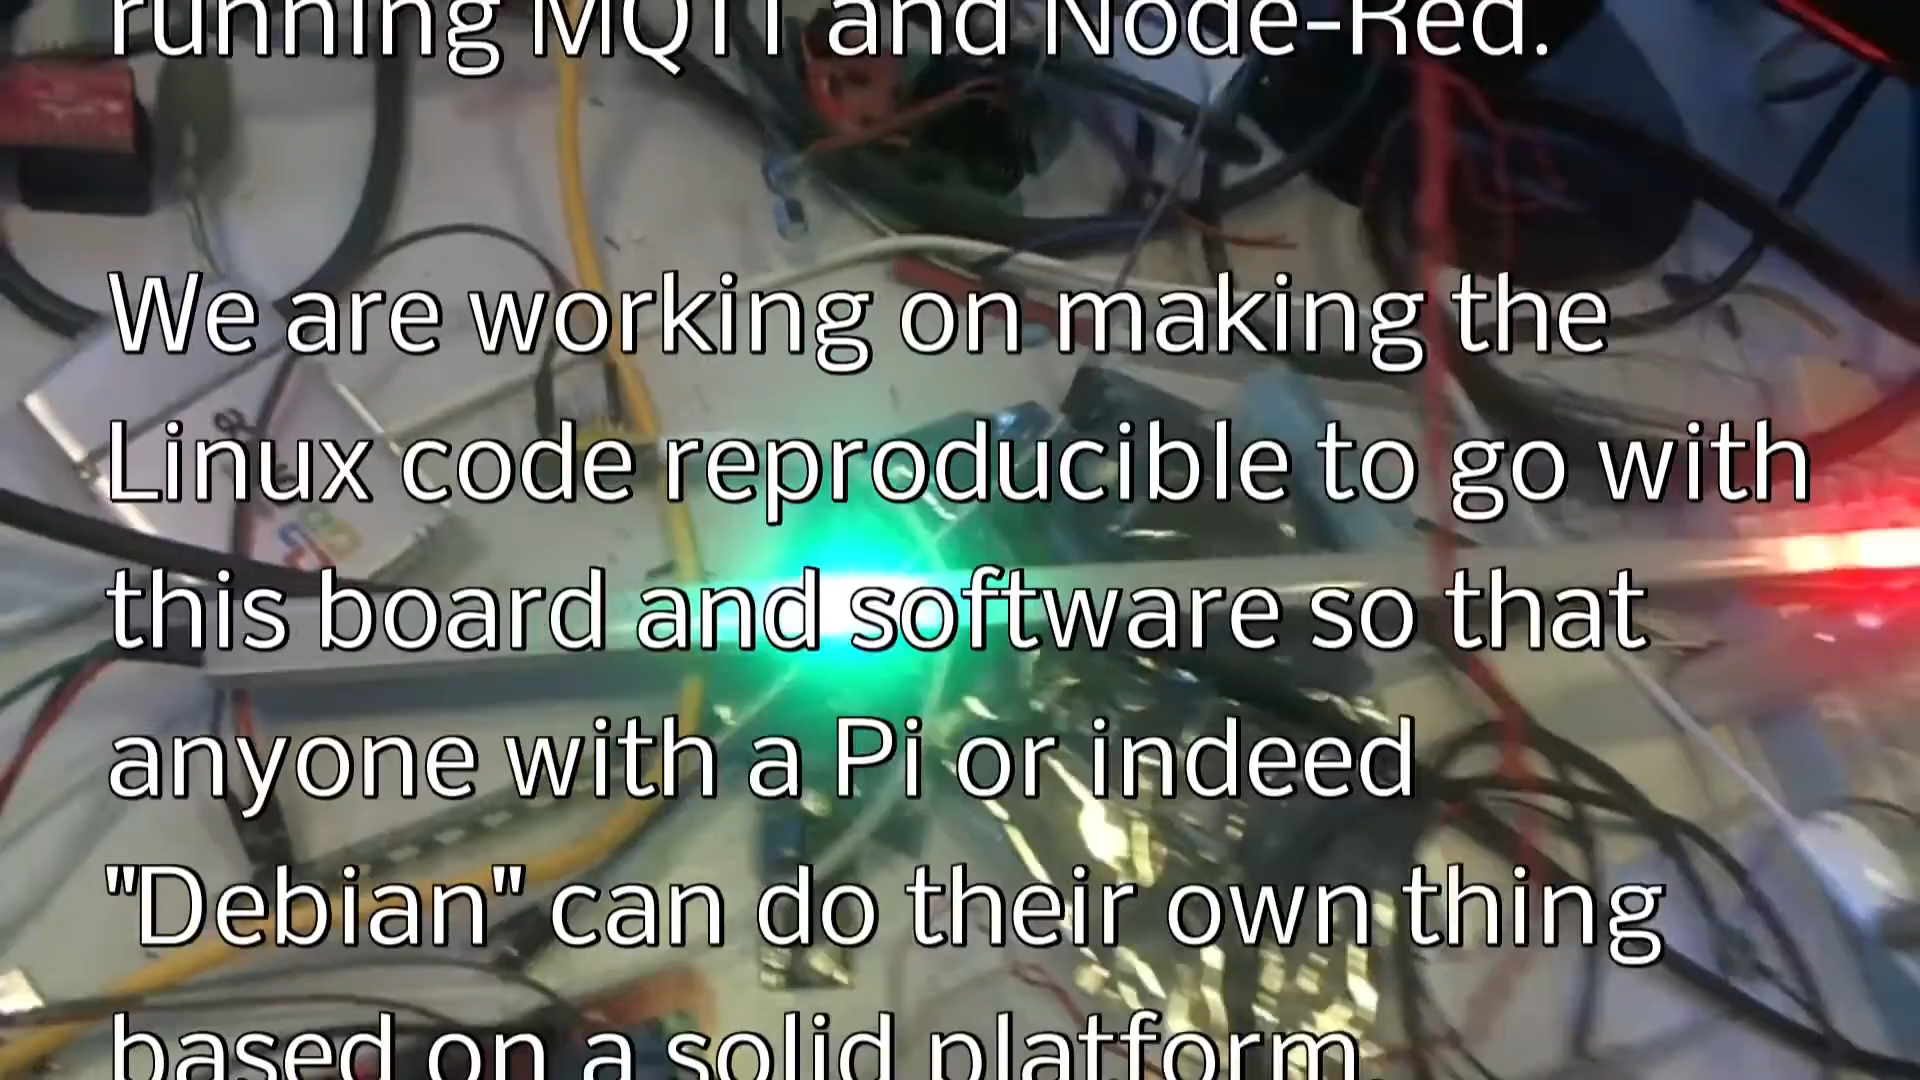 running MQTT and Node-Red.
We are working on making the
Linux code reproducible to go with
this board and software so that
anyone with a Pi or indeed
"Debian" can do their own thing
based on a solid platform.